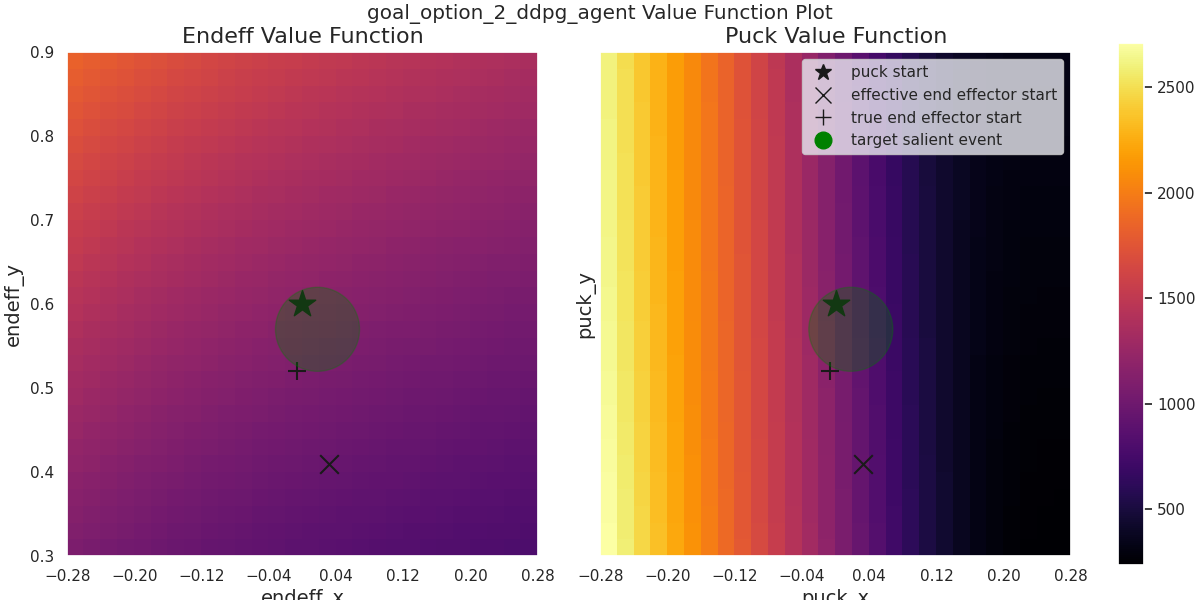 goal_option_2_ddpg_agent Value Function Plot
Endeff Value Function
Puck Value Function
0.9
0.8
0.7
0.6
0.5
0.4
0.3
endeff_y
−0.28 −0.20 −0.12 −0.04 0.04 0.12 0.20 0.28
endeff_x
puck_y
puck start
effective end effector start
true end effector start
target salient event
−0.28 −0.20 −0.12 −0.04 0.04 0.12 0.20 0.28
puck_x
2500
2000
1500
1000
500